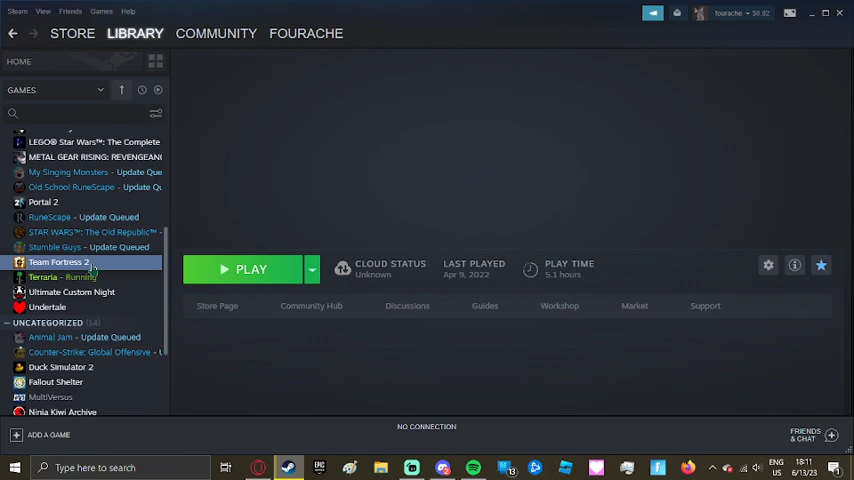 Steam View Friends Games Help
fourache $0.02
STORE LIBRARY COMMUNITY FOURACHE
HOME
GAMES
LEGO® Star Wars™: The Complete
METAL GEAR RISING: REVENGEAN
My Singing Monsters - Update Que
Old School RuneScape - Update Qu
Portal 2
RuneScape - Update Queued
STAR WARS™: The Old Republic™ -
Stumble Guys - Update Queued
Team Fortress 2
Terraria - Running
Ultimate Custom Night
Undertale
UNCATEGORIZED (14)
Animal Jam - Update Queued
Counter-Strike: Global Offensive - U
Duck Simulator 2
Fallout Shelter
MultiVersus
Ninja Kiwi Archive
PLAY
CLOUD STATUS
Unknown
LAST PLAYED
Apr 9, 2022
PLAY TIME
5.1 hours
Store Page Community Hub Discussions Guides Workshop Market Support
NO CONNECTION
ADD A GAME
FRIENDS
& CHAT
Type here to search
EPIC
13
ENG
US
18:11
6/13/23
1